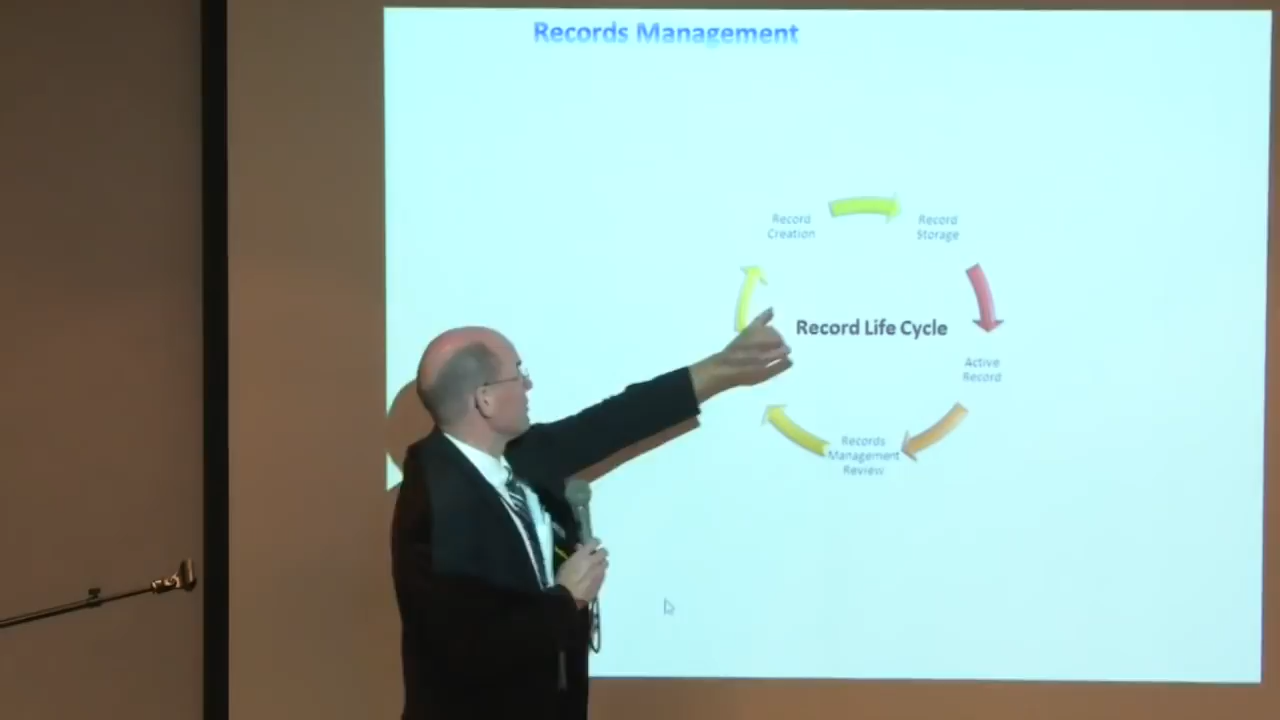 Records Management
Record
Creation
Record
Storage
Record Life Cycle
Active
Record
Records
Management
Review